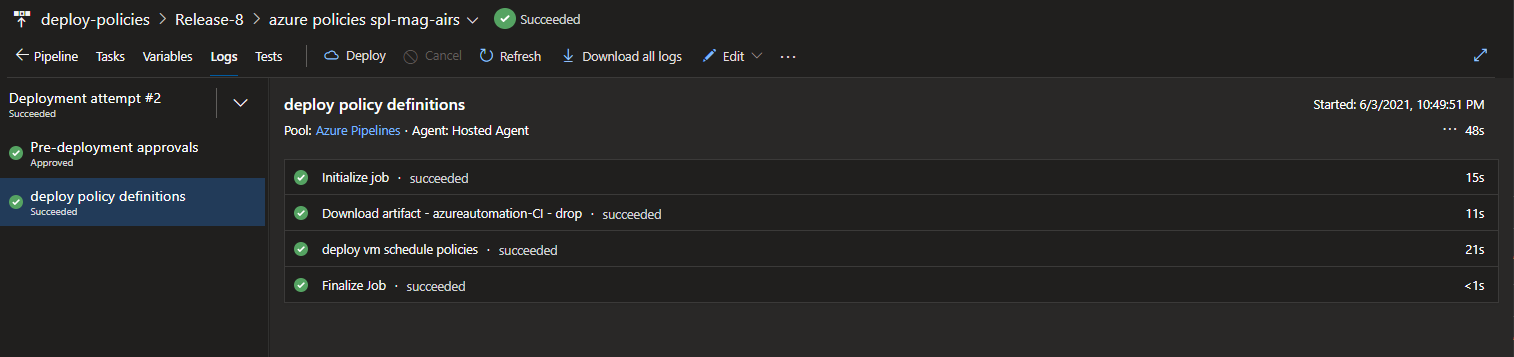 deploy-policies > Release-8 > azure policies spl-mag-airs Succeeded
Pipeline Tasks Variables Logs Tests Deploy Cancel Refresh Download all logs Edit ...
Deployment attempt #2
Succeeded
Pre-deployment approvals
Approved
deploy policy definitions
Succeeded
deploy policy definitions
Started: 6/3/2021, 10:49:51 PM
Pool: Azure Pipelines · Agent: Hosted Agent
... 48s
Initialize job · succeeded 15s
Download artifact - azureautomation-CI - drop · succeeded 11s
deploy vm schedule policies · succeeded 21s
Finalize Job · succeeded <1s